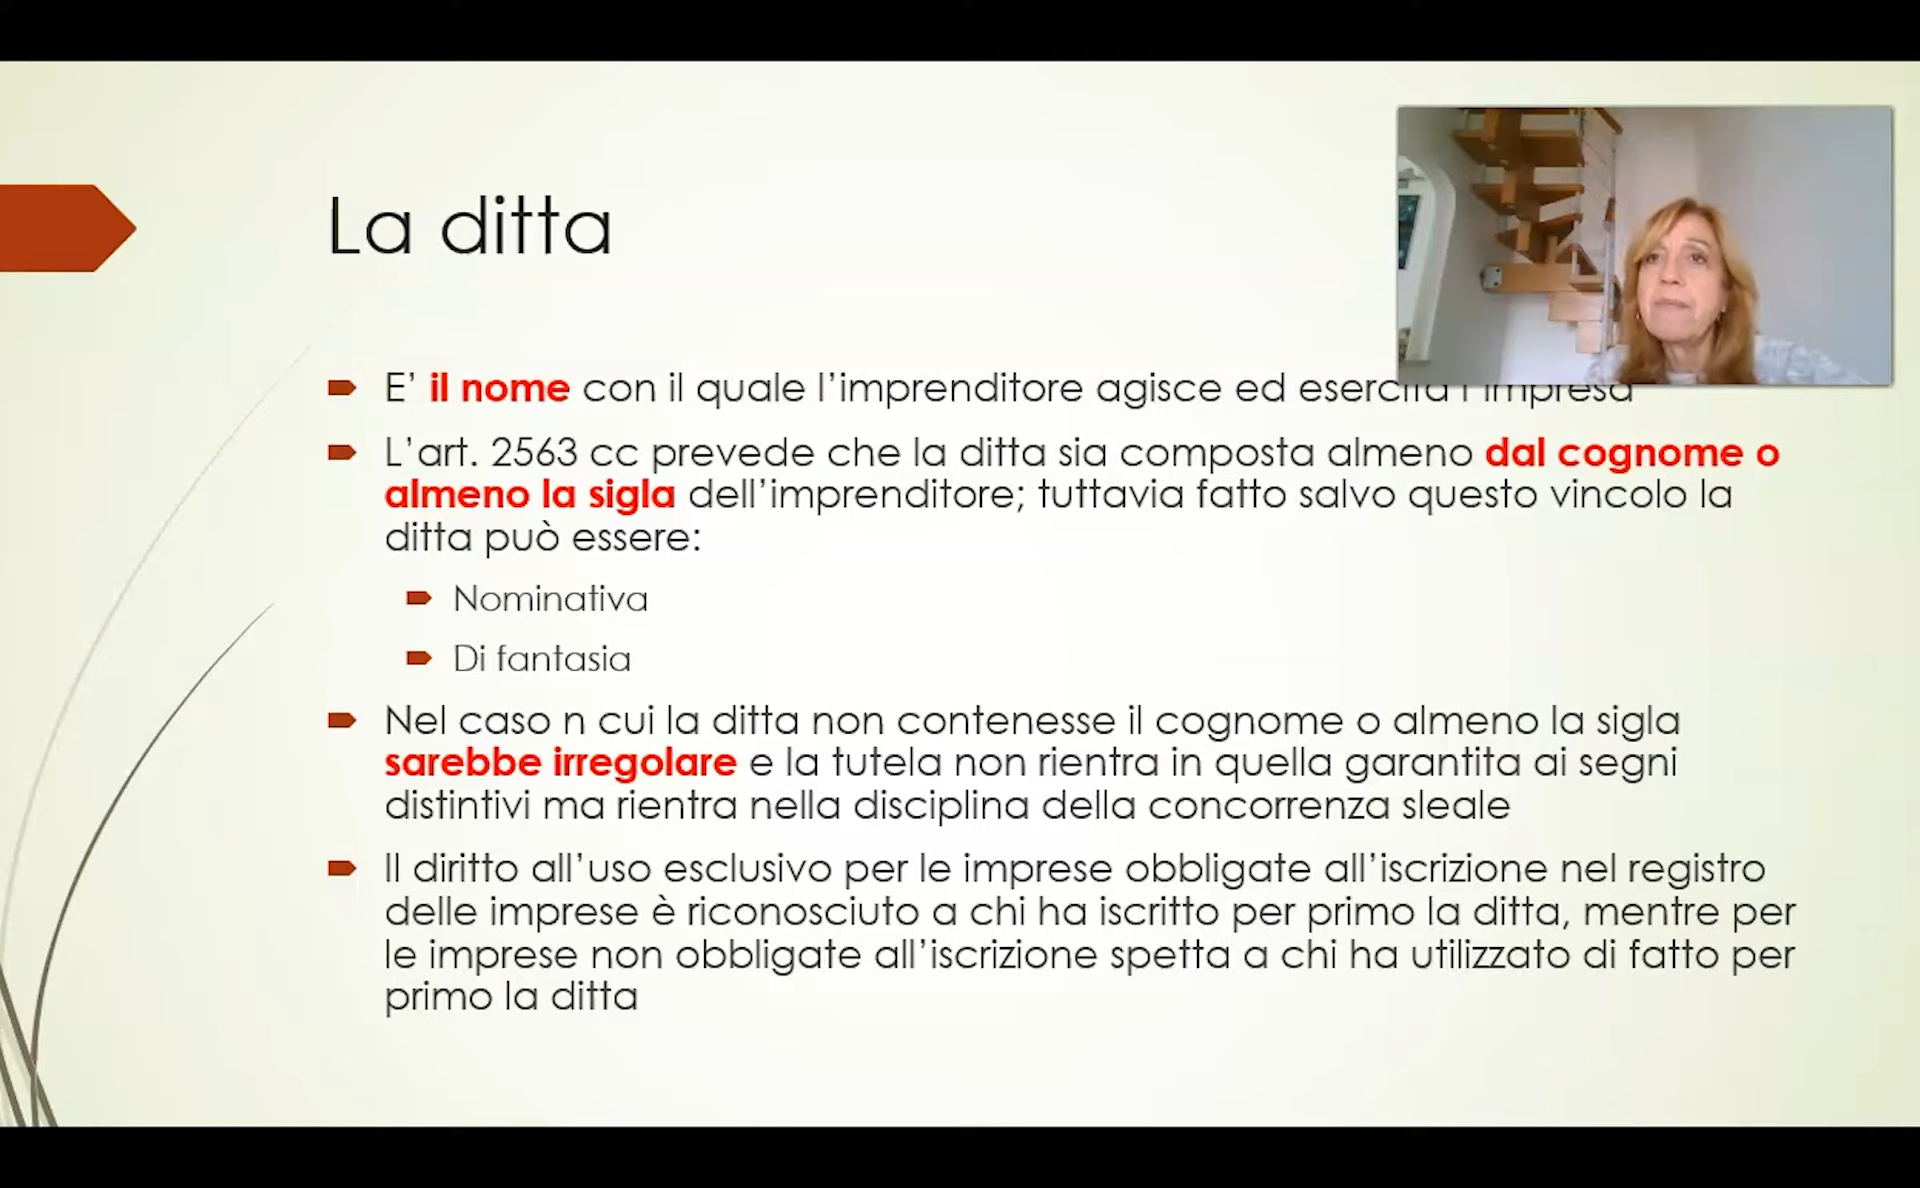 La ditta
E' il nome con il quale l'imprenditore agisce ed esercita l'impresa
L'art. 2563 cc prevede che la ditta sia composta almeno dal cognome o
almeno la sigla dell'imprenditore; tuttavia fatto salvo questo vincolo la
ditta può essere:
Nominativa
Di fantasia
Nel caso n cui la ditta non contenesse il cognome o almeno la sigla
sarebbe irregolare e la tutela non rientra in quella garantita ai segni
distintivi ma rientra nella disciplina della concorrenza sleale
Il diritto all'uso esclusivo per le imprese obbligate all'iscrizione nel registro
delle imprese è riconosciuto a chi ha iscritto per primo la ditta, mentre per
le imprese non obbligate all'iscrizione spetta a chi ha utilizzato di fatto per
primo la ditta